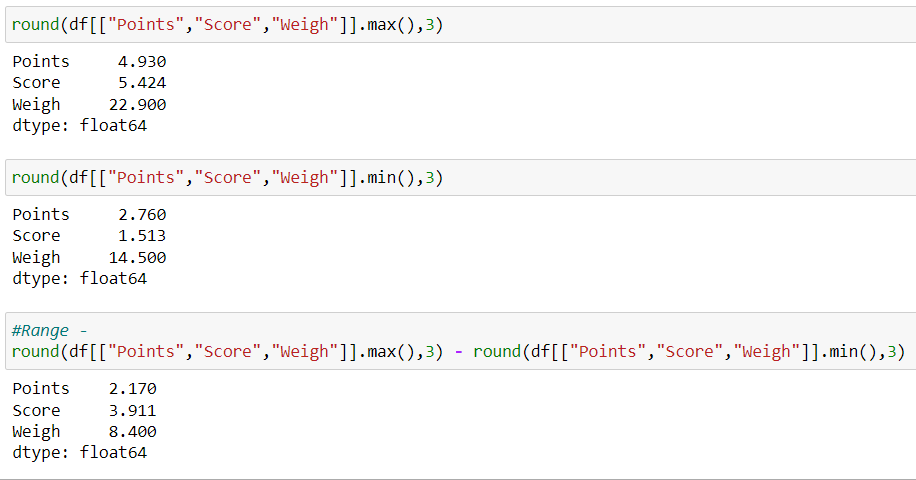 round(df[["Points","Score","Weigh"]].max(),3)
Points     4.930
Score      5.424
Weigh     22.900
dtype: float64
round(df[["Points","Score","Weigh"]].min(),3)
Points     2.760
Score      1.513
Weigh     14.500
dtype: float64
#Range -
round(df[["Points","Score","Weigh"]].max(),3) - round(df[["Points","Score","Weigh"]].min(),3)
Points    2.170
Score     3.911
Weigh     8.400
dtype: float64